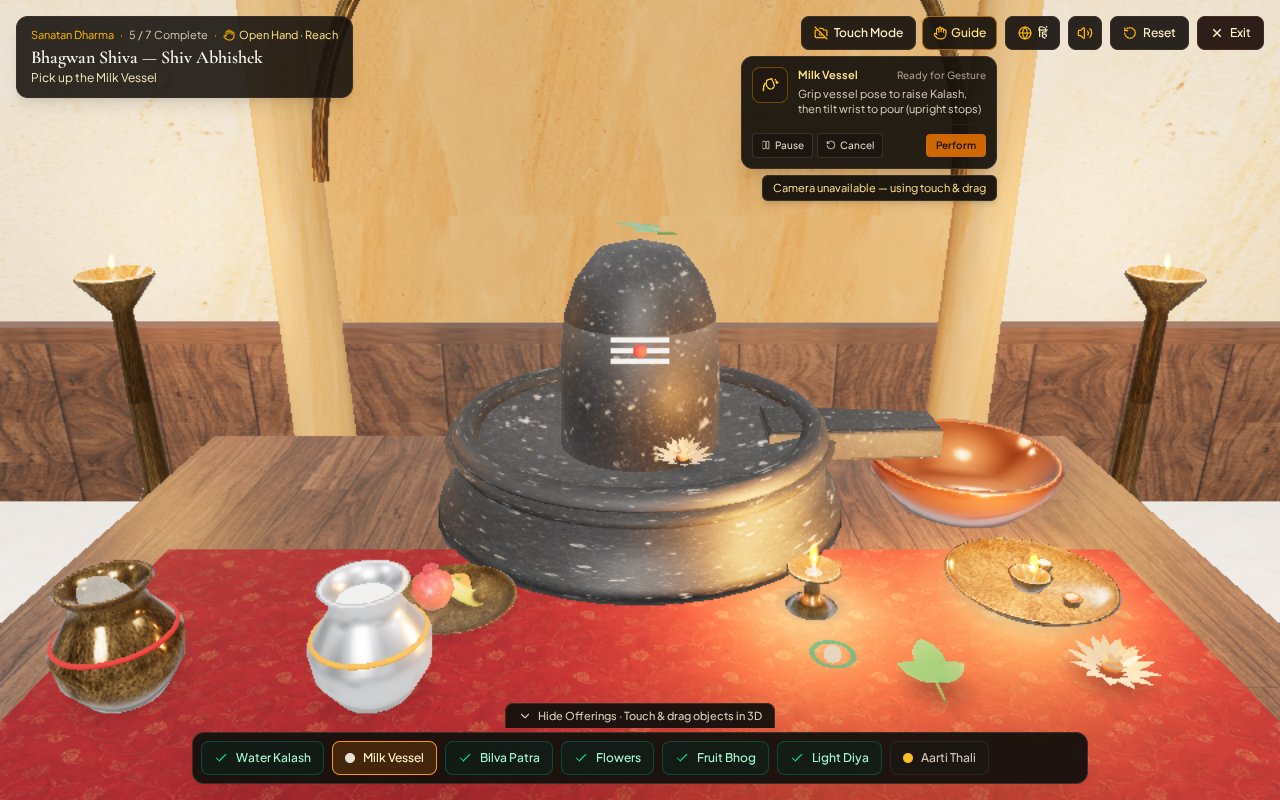 Sanatan Dharma · 5 / 7 Complete · Open Hand · Reach
Bhagwan Shiva — Shiv Abhishek
Pick up the Milk Vessel
Touch Mode
Guide
हिं
Reset
Exit
Milk Vessel
Ready for Gesture
Grip vessel pose to raise Kalash,
then tilt wrist to pour (upright stops)
Pause
Cancel
Perform
Camera unavailable — using touch & drag
Hide Offerings · Touch & drag objects in 3D
Water Kalash
Milk Vessel
Bilva Patra
Flowers
Fruit Bhog
Light Diya
Aarti Thali